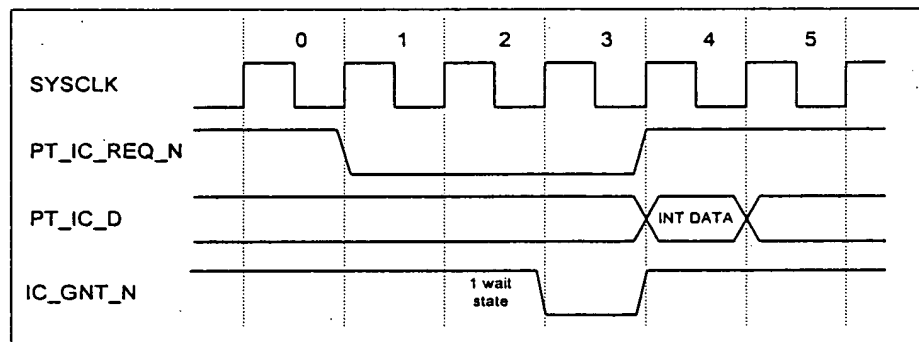 0 1 2 3 4 5
SYSCLK
PT_IC_REQ_N
PT_IC_D
INT DATA
IC_GNT_N
1 wait
state